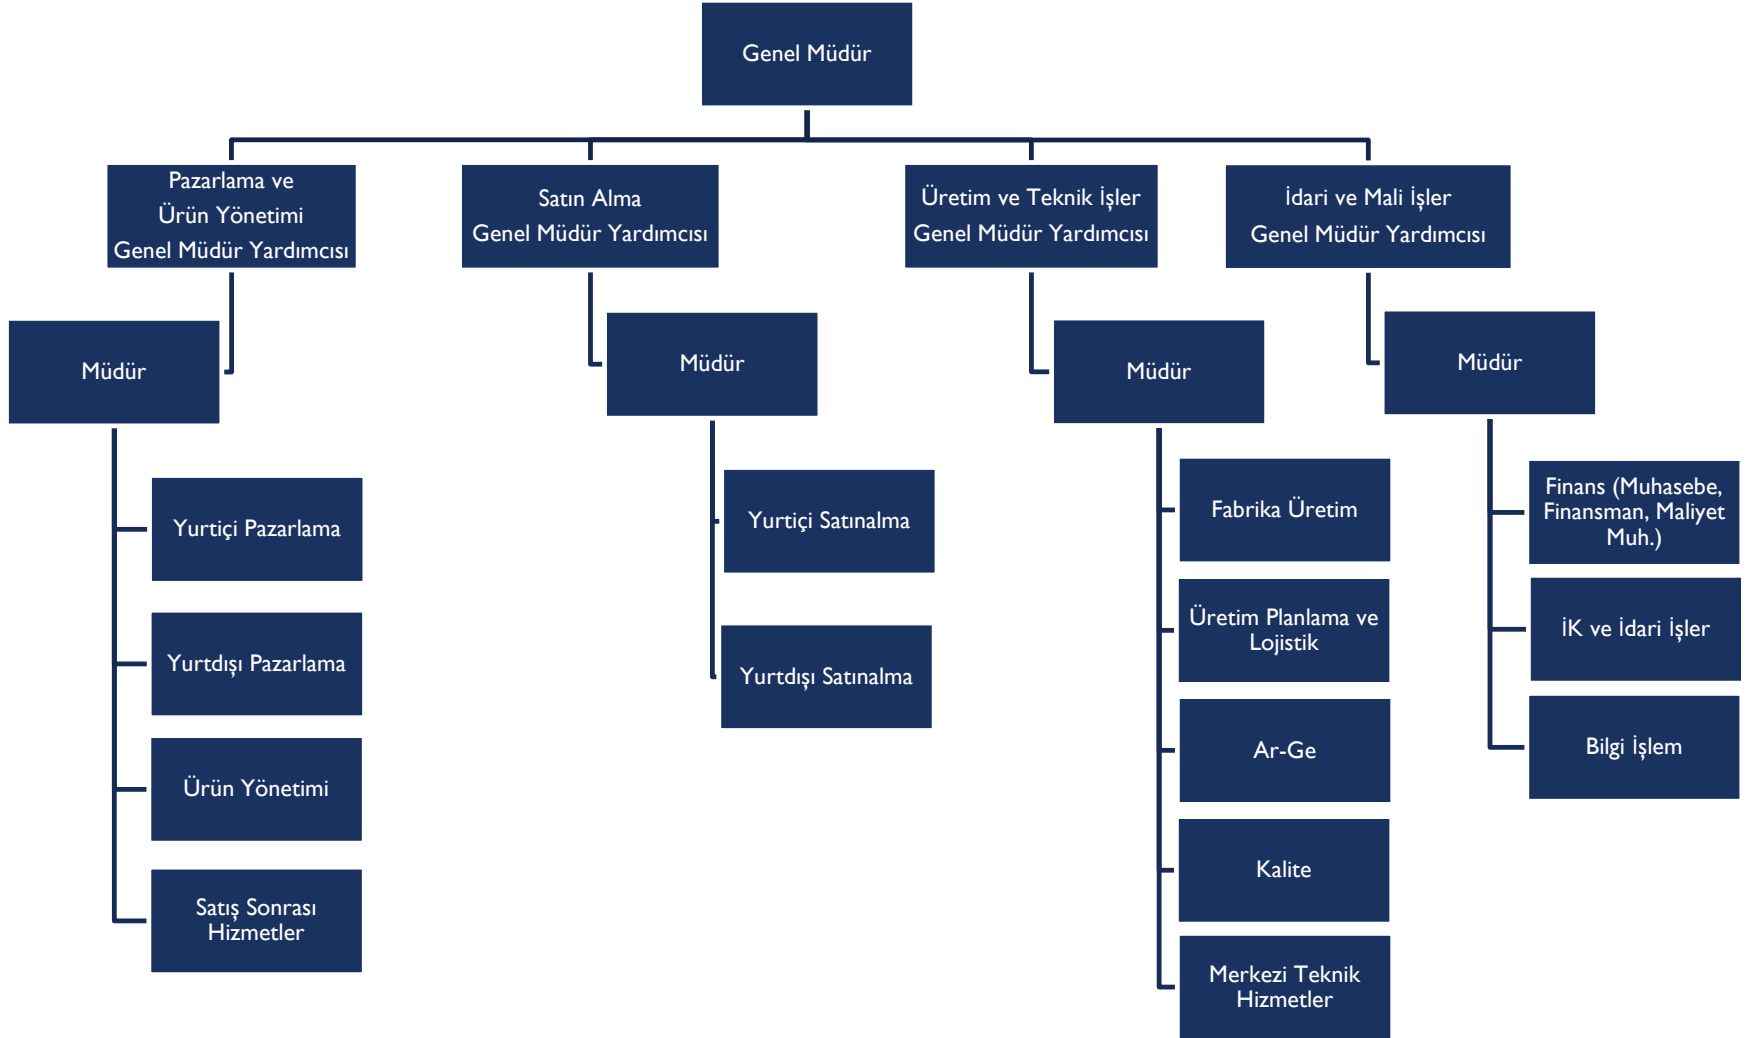 Genel Müdür
Pazarlama ve
Ürün Yönetimi
Genel Müdür Yardımcısı
Satın Alma
Genel Müdür Yardımcısı
Üretim ve Teknik İşler
Genel Müdür Yardımcısı
İdari ve Mali İşler
Genel Müdür Yardımcısı
Müdür
Müdür
Müdür
Müdür
Yurtiçi Pazarlama
Yurtdışı Pazarlama
Ürün Yönetimi
Satış Sonrası
Hizmetler
Yurtiçi Satınalma
Yurtdışı Satınalma
Fabrika Üretim
Üretim Planlama ve
Lojistik
Ar-Ge
Kalite
Merkezi Teknik
Hizmetler
Finans (Muhasebe,
Finansman, Maliyet
Muh.)
İK ve İdari İşler
Bilgi İşlem